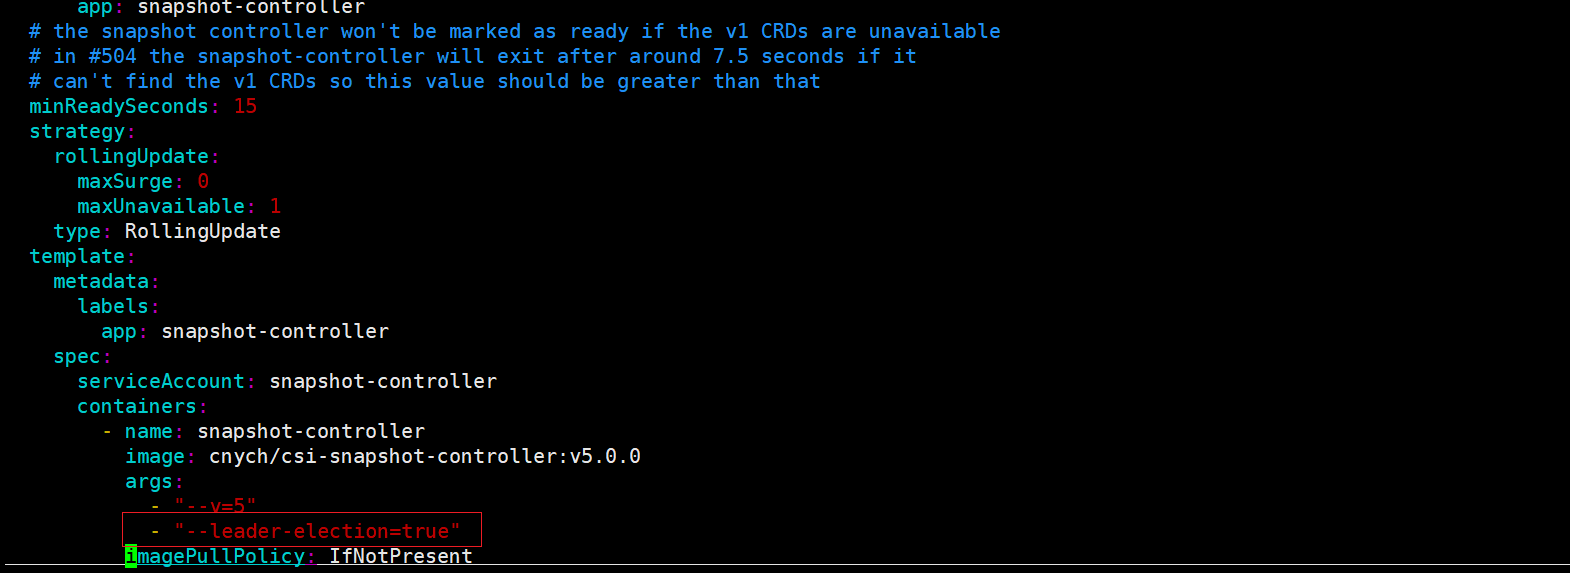 app: snapshot-controller
# the snapshot controller won't be marked as ready if the v1 CRDs are unavailable
# in #504 the snapshot-controller will exit after around 7.5 seconds if it
# can't find the v1 CRDs so this value should be greater than that
minReadySeconds: 15
strategy:
rollingUpdate:
maxSurge: 0
maxUnavailable: 1
type: RollingUpdate
template:
metadata:
labels:
app: snapshot-controller
spec:
serviceAccount: snapshot-controller
containers:
- name: snapshot-controller
image: cnych/csi-snapshot-controller:v5.0.0
args:
- "--v=5"
- "--leader-election=true"
imagePullPolicy: IfNotPresent